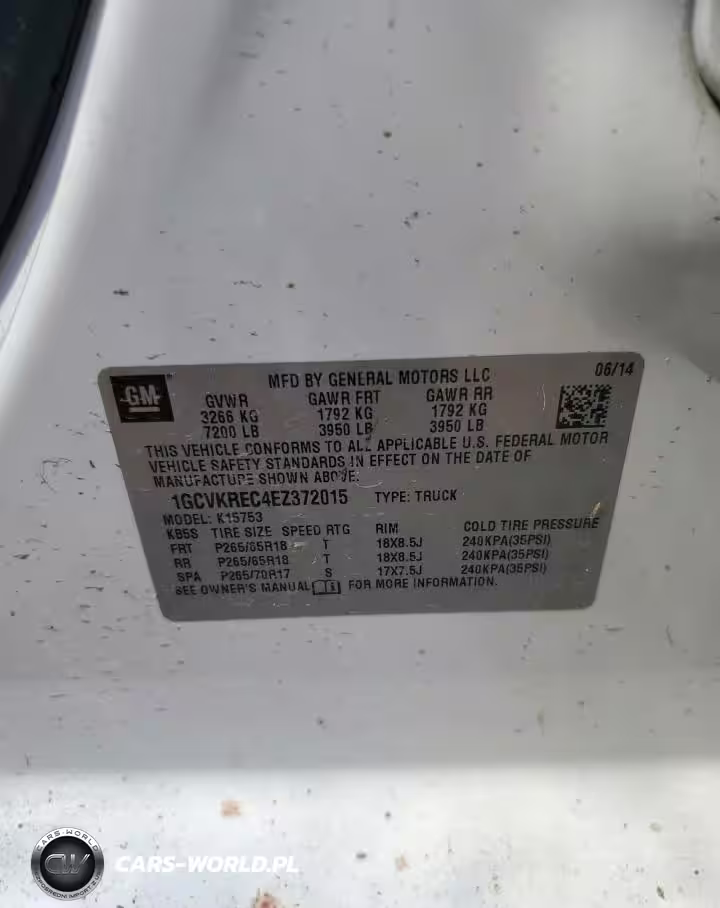 GM
MFD BY GENERAL MOTORS LLC
06/14
GVWR GAWR FRT GAWR RR
3266 KG 1792 KG 1792 KG
7200 LB 3950 LB 3950 LB
THIS VEHICLE CONFORMS TO ALL APPLICABLE U.S. FEDERAL MOTOR
VEHICLE SAFETY STANDARDS IN EFFECT ON THE DATE OF
MANUFACTURE SHOWN ABOVE:
1GCVKREC4EZ372015 TYPE: TRUCK
MODEL: K15753
KB5S TIRE SIZE SPEED RTG RIM COLD TIRE PRESSURE
FRT P265/65R18 T 18X8.5J 240KPA(35PSI)
RR P265/65R18 T 18X8.5J 240KPA(35PSI)
SPA P265/70R17 S 17X7.5J 240KPA(35PSI)
SEE OWNER'S MANUAL FOR MORE INFORMATION.
CARS-WORLD
CW
CARS-WORLD.PL